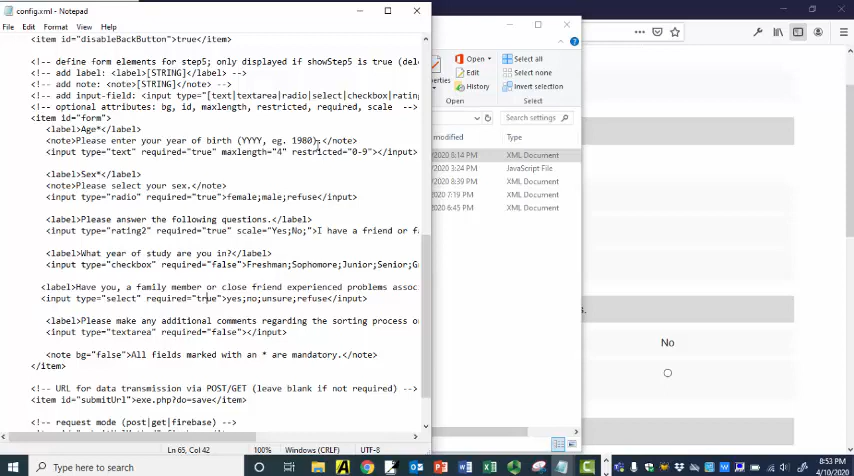 config.xml - Notepad
File Edit Format View Help
<item id="disableBackButton">true</item>
<!-- define form elements for step5; only displayed if showStep5 is true (del
<!-- add label: <label>[STRING]</label> -->
<!-- add note: <note>[STRING]</note> -->
<!-- add input-field: <input type="[text|textarea|radio|select|checkbox|rating
<!-- optional attributes: bg, id, maxlength, restricted, required, scale -->
<item id="form">
<label>Age*</label>
<note>Please enter your year of birth (YYYY, eg. 1980).</note>
<input type="text" required="true" maxlength="4" restricted="0-9"></input>
<label>Sex*</label>
<note>Please select your sex.</note>
<input type="radio" required="true">female;male;refuse</input>
<label>Please answer the following questions.</label>
<input type="rating2" required="true" scale="Yes;No;">I have a friend or fa
<label>What year of study are you in?</label>
<input type="checkbox" required="false">Freshman;Sophomore;Junior;Senior;Gr
<label>Have you, a family member or close friend experienced problems assoc
<input type="select" required="true">yes;no;unsure;refuse</input>
<label>Please make any additional comments regarding the sorting process or
<input type="textarea" required="false"></input>
<note bg="false">All fields marked with an * are mandatory.</note>
</item>
<!-- URL for data transmission via POST/GET (leave blank if not required) -->
<item id="submitUrl">exe.php?do=save</item>
<!-- request mode (post|get|firebase) -->
Ln 65, Col 42 100% Windows (CRLF) UTF-8
Open
Edit
History
Open
Select all
Select none
Invert selection
Select
perties
Search settings
modified Type
/2020 8:14 PM XML Document
/2020 3:24 PM JavaScript File
/2020 8:39 PM XML Document
/2020 7:19 PM XML Document
/2020 6:45 PM XML Document
s.
No
Type here to search
8:53 PM
4/10/2020